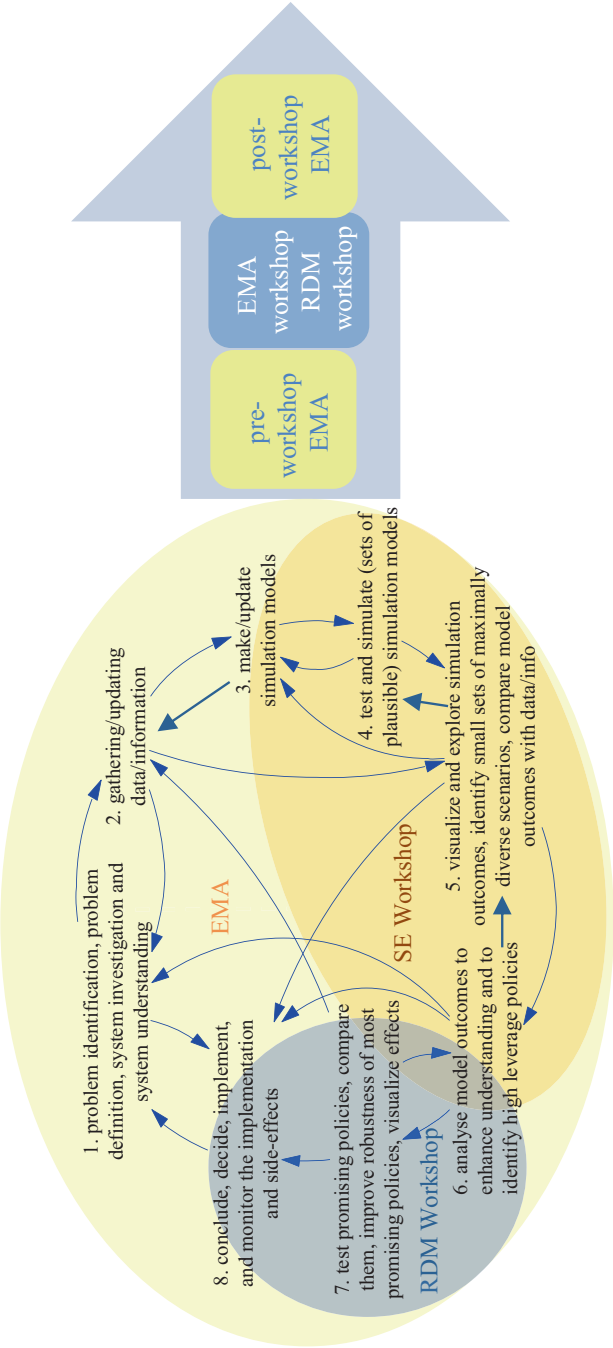 1. problem identification, problem
definition, system investigation and
system understanding
2. gathering/updating
data/information
3. make/update
simulation models
4. test and simulate (sets of
plausible) simulation models
5. visualize and explore simulation
outcomes, identify small sets of maximally
diverse scenarios, compare model
outcomes with data/info
6. analyse model outcomes to
enhance understanding and to
identify high leverage policies
7. test promising policies, compare
them, improve robustness of most
promising policies, visualize effects
8. conclude, decide, implement,
and monitor the implementation
and side-effects
EMA
SE Workshop
RDM Workshop
pre-
workshop
EMA
EMA
workshop
RDM
workshop
post-
workshop
EMA